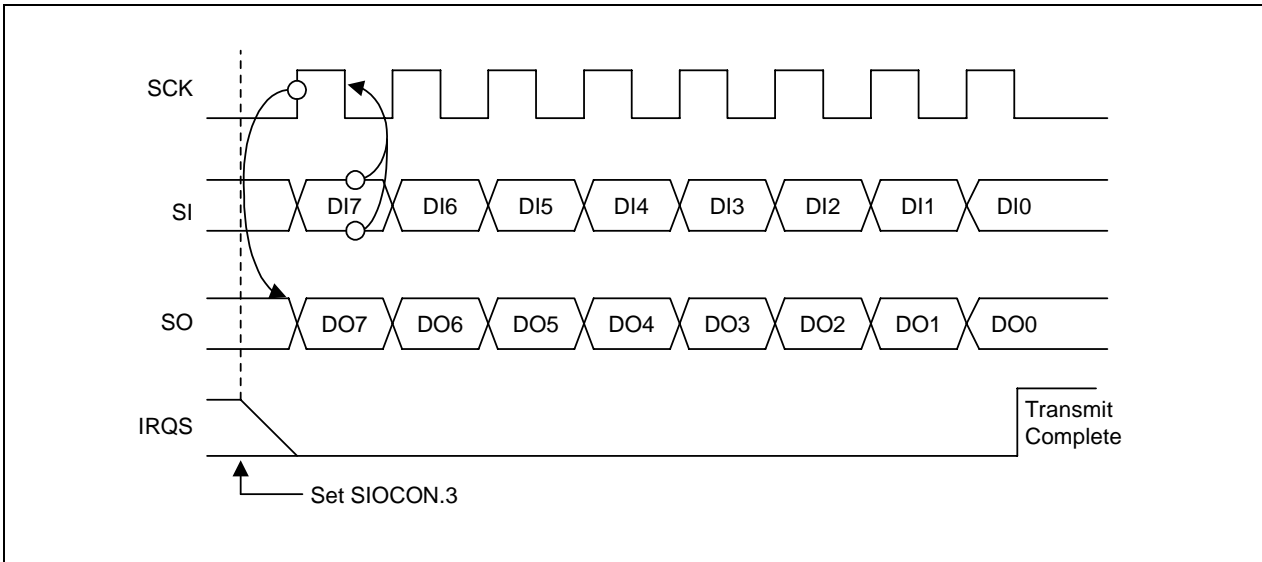 SCK
SI
DI7 DI6 DI5 DI4 DI3 DI2 DI1 DI0
SO
DO7 DO6 DO5 DO4 DO3 DO2 DO1 DO0
IRQS
Transmit
Complete
Set SIOCON.3